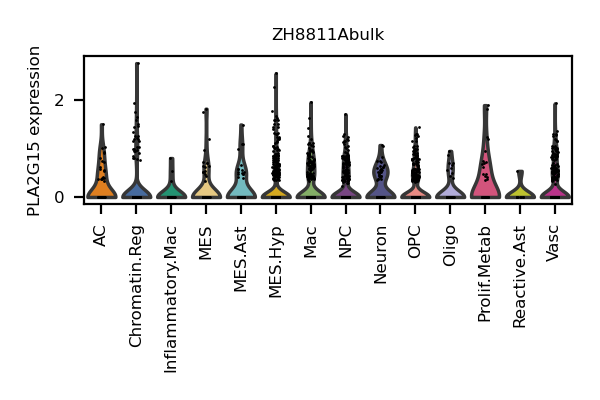 ZH8811Abulk
PLA2G15 expression
2
0
AC
Chromatin.Reg
Inflammatory.Mac
MES
MES.Ast
MES.Hyp
Mac
NPC
Neuron
OPC
Oligo
Prolif.Metab
Reactive.Ast
Vasc